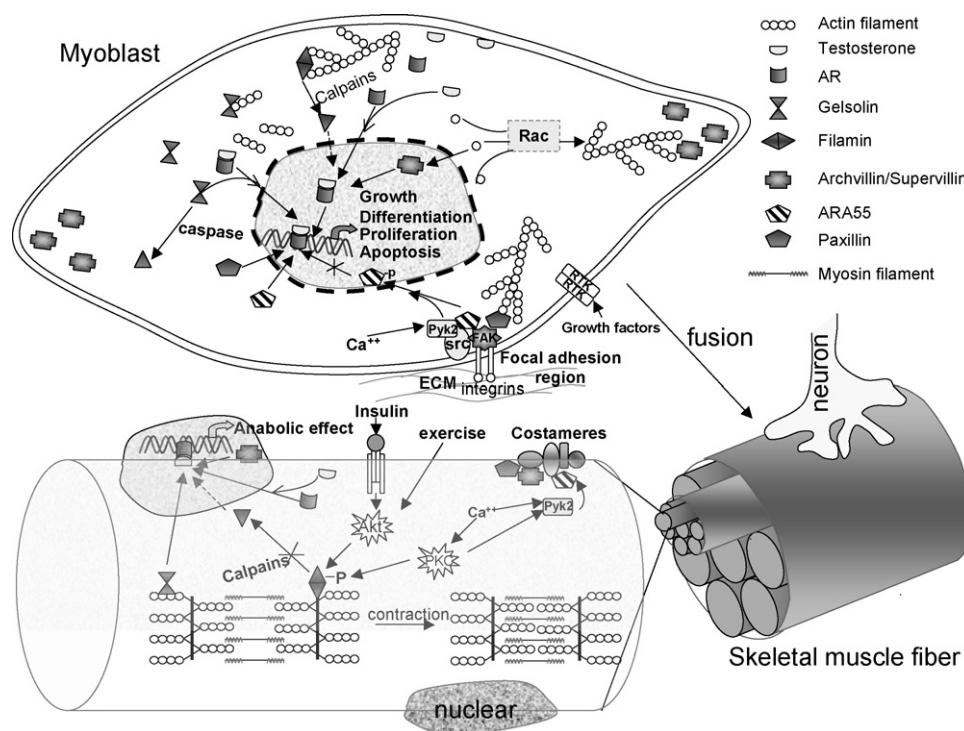 Myoblast
Calpains
Rac
Growth
Differentiation
Proliferation
Apoptosis
caspase
p
Ca++
Pyk2
src
FAK
RTK
RTK
Growth factors
Focal adhesion
region
ECM
integrins
Actin filament
Testosterone
AR
Gelsolin
Filamin
Archvillin/Supervillin
ARA55
Paxillin
Myosin filament
fusion
neuron
Skeletal muscle fiber
Anabolic effect
Insulin
exercise
Costameres
Akt
Ca++
Pyk2
PKC
Calpains
P
contraction
nuclear